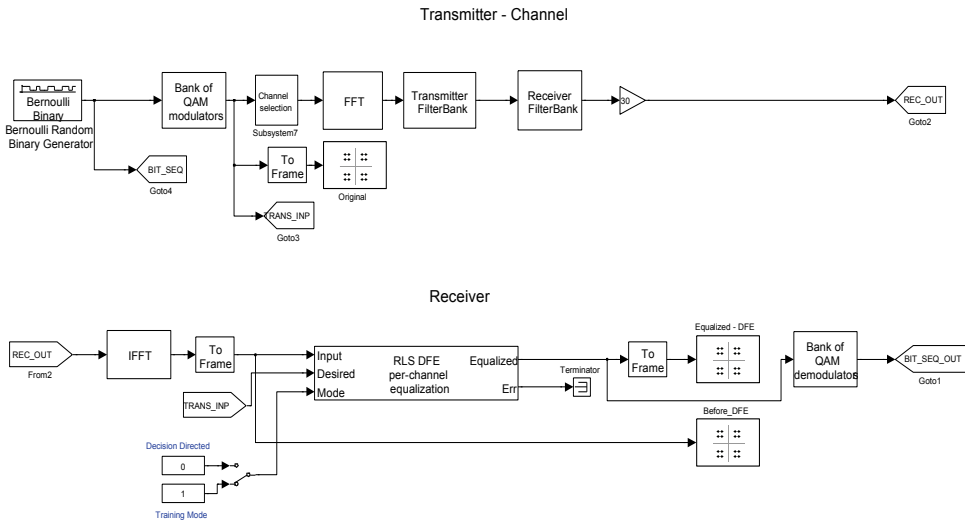 Transmitter - Channel
Bernoulli
Binary
Bernoulli Random
Binary Generator
BIT_SEQ
Goto4
Bank of
QAM
modulators
Channel
selection
Subsystem7
FFT
Transmitter
FilterBank
Receiver
FilterBank
30
REC_OUT
Goto2
To
Frame
Original
TRANS_INP
Goto3
Receiver
REC_OUT
From2
IFFT
To
Frame
TRANS_INP
Input
Desired
Mode
RLS DFE
per-channel
equalization
Equalized
Err
Terminator
To
Frame
Equalized - DFE
Before_DFE
Bank of
QAM
demodulators
BIT_SEQ_OUT
Goto1
Decision Directed
0
1
Training Mode